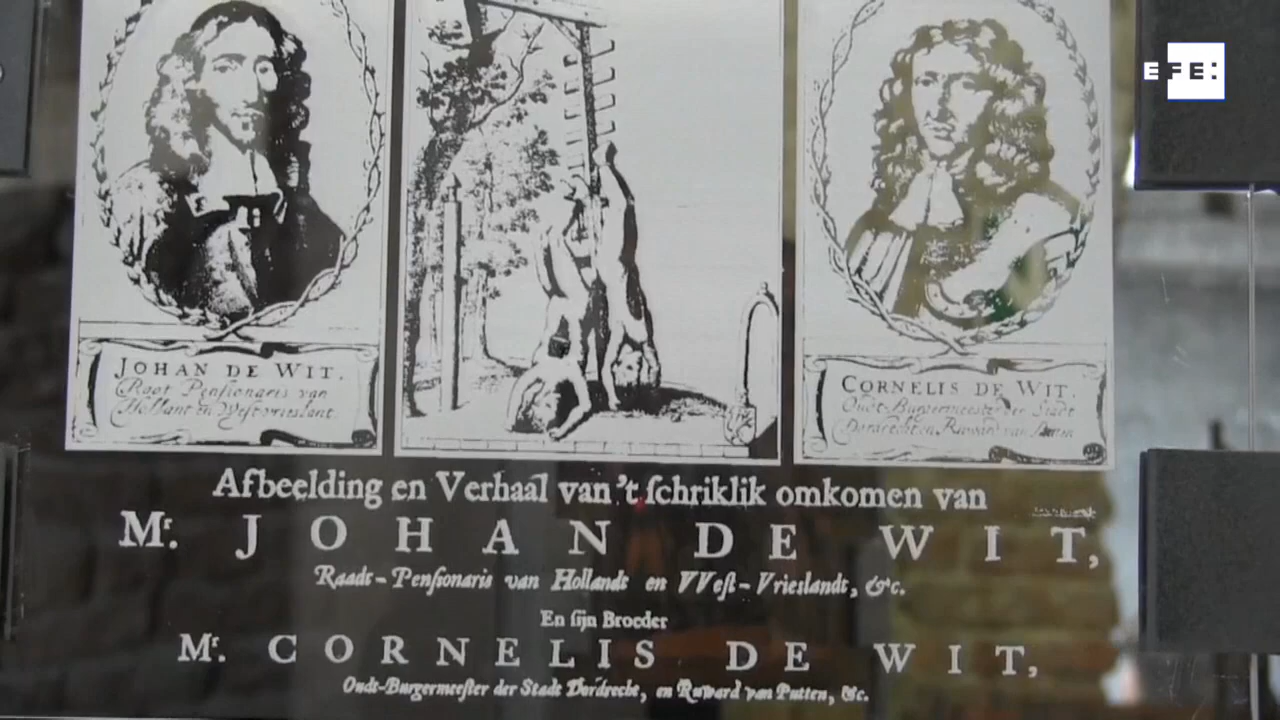 EFE:
JOHAN DE WIT.
Raet Pensionaris van
Hollant en Westvrieslant.
CORNELIS DE WIT.
Oudt-Burgermeester der Stadt
Dordrecht en Ruwart van Putten
Afbeelding en Verhaal van 't ſchriklik omkomen van
Mr. JOHAN DE WIT,
Raadt-Penſionaris van Hollandt en VVeſt-Vrieslandt, &c.
En ſijn Broeder
Mr. CORNELIS DE WIT,
Oudt-Burgermeeſter der Stadt Dordrecht, en Ruward van Putten, &c.